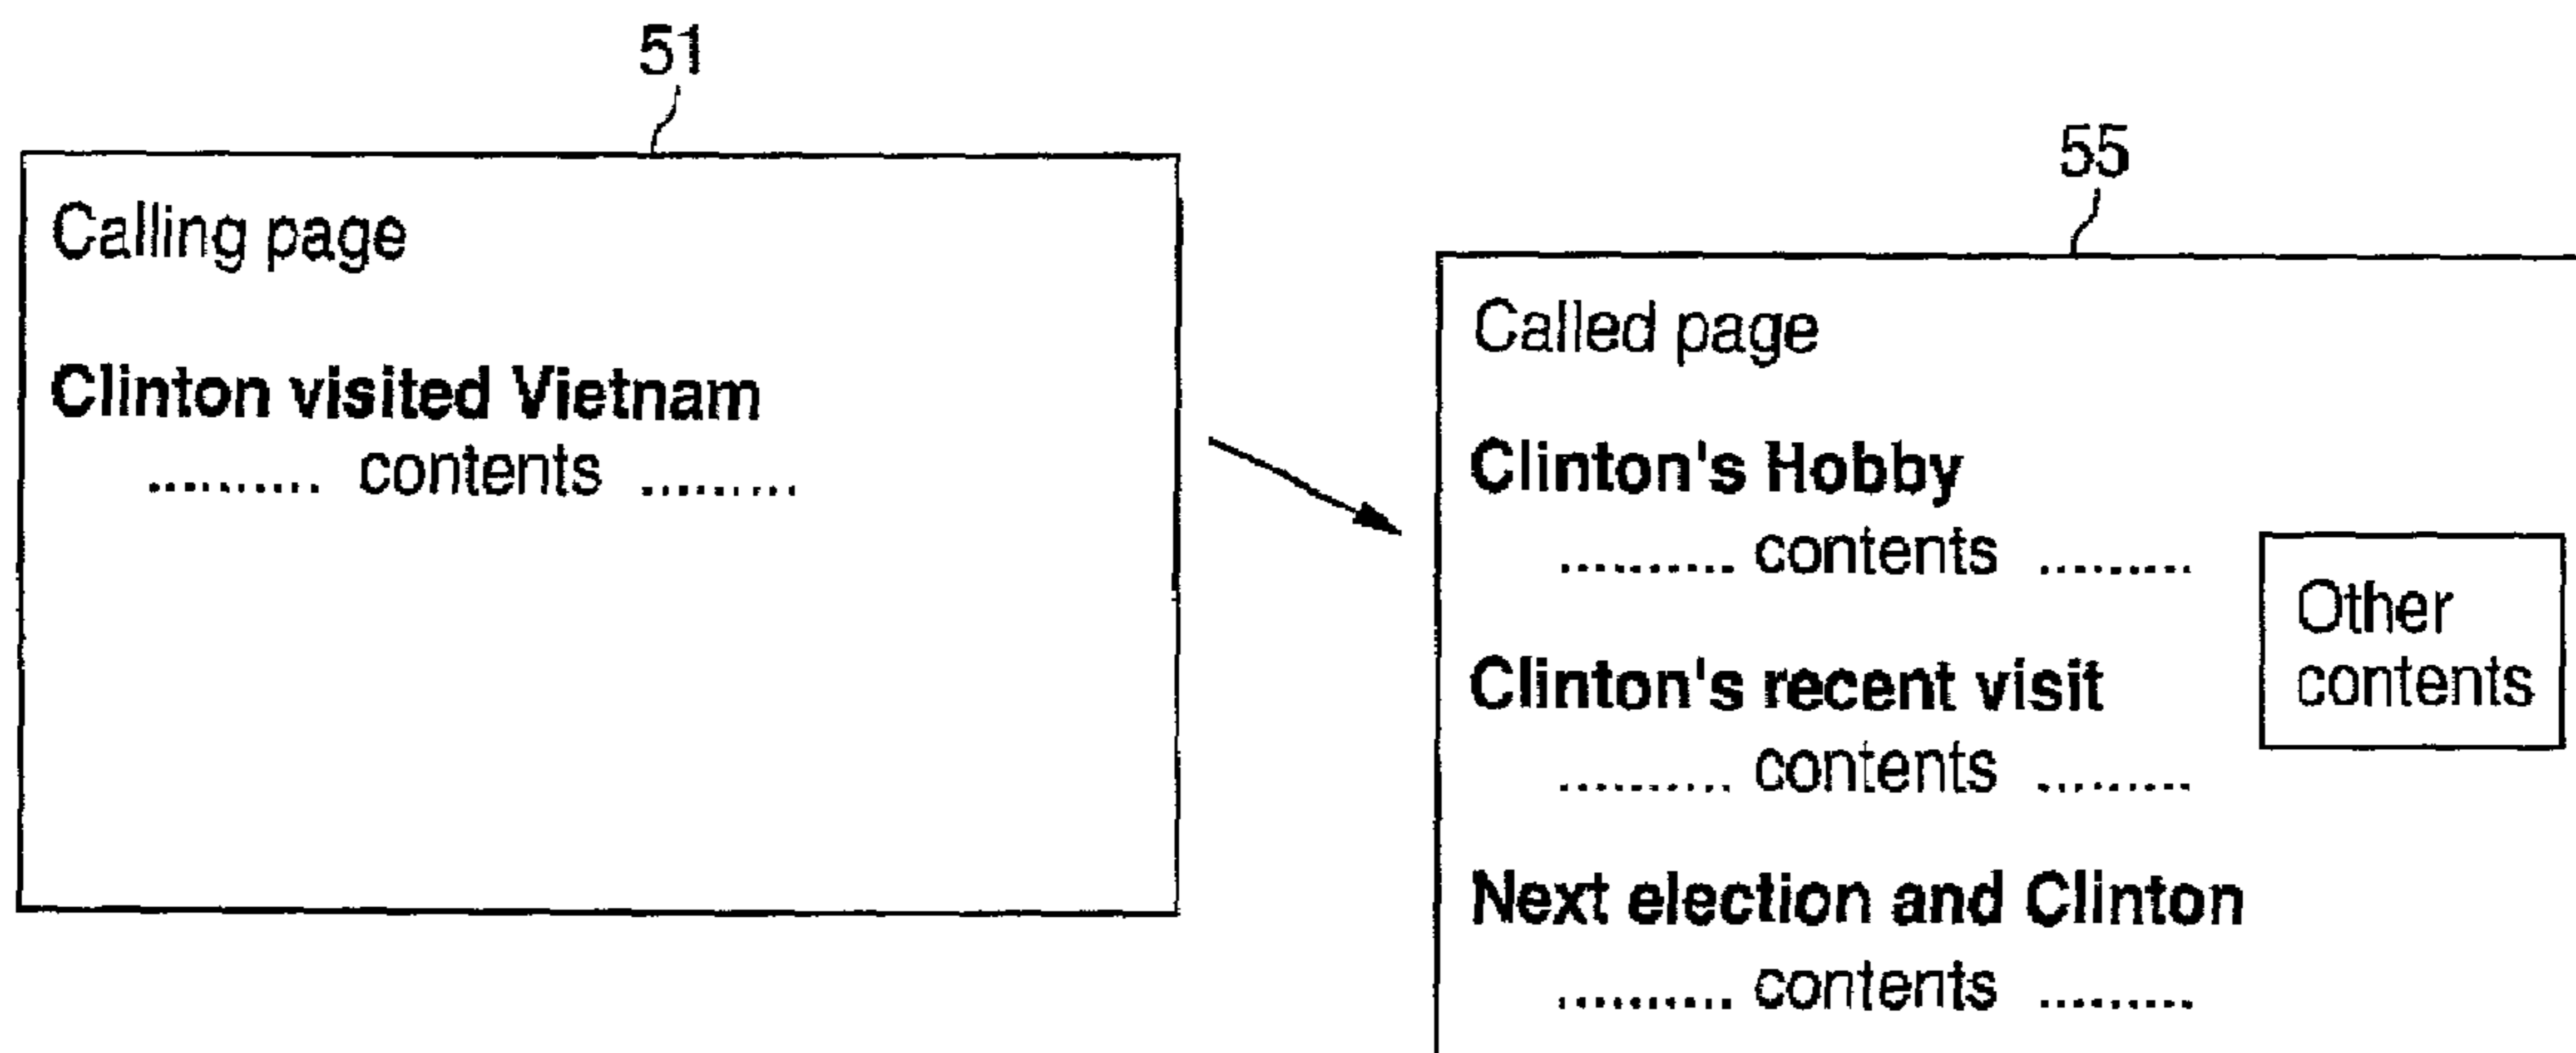 51
Calling page
Clinton visited Vietnam
.......... contents .........
55
Called page
Clinton's Hobby
.......... contents .........
Clinton's recent visit
.......... contents .........
Other
contents
Next election and Clinton
.......... contents .........